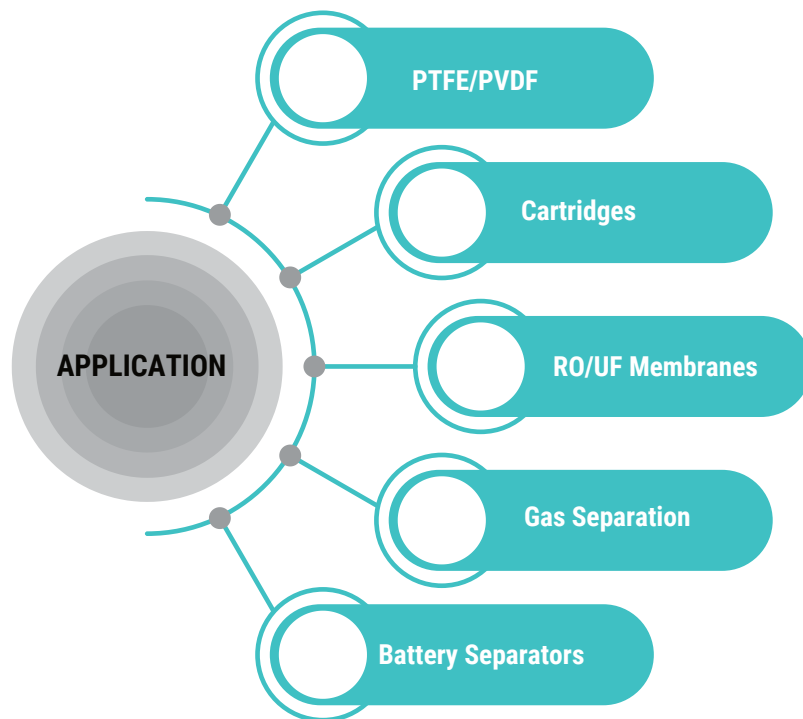 PTFE/PVDF
Cartridges
APPLICATION
RO/UF Membranes
Gas Separation
Battery Separators